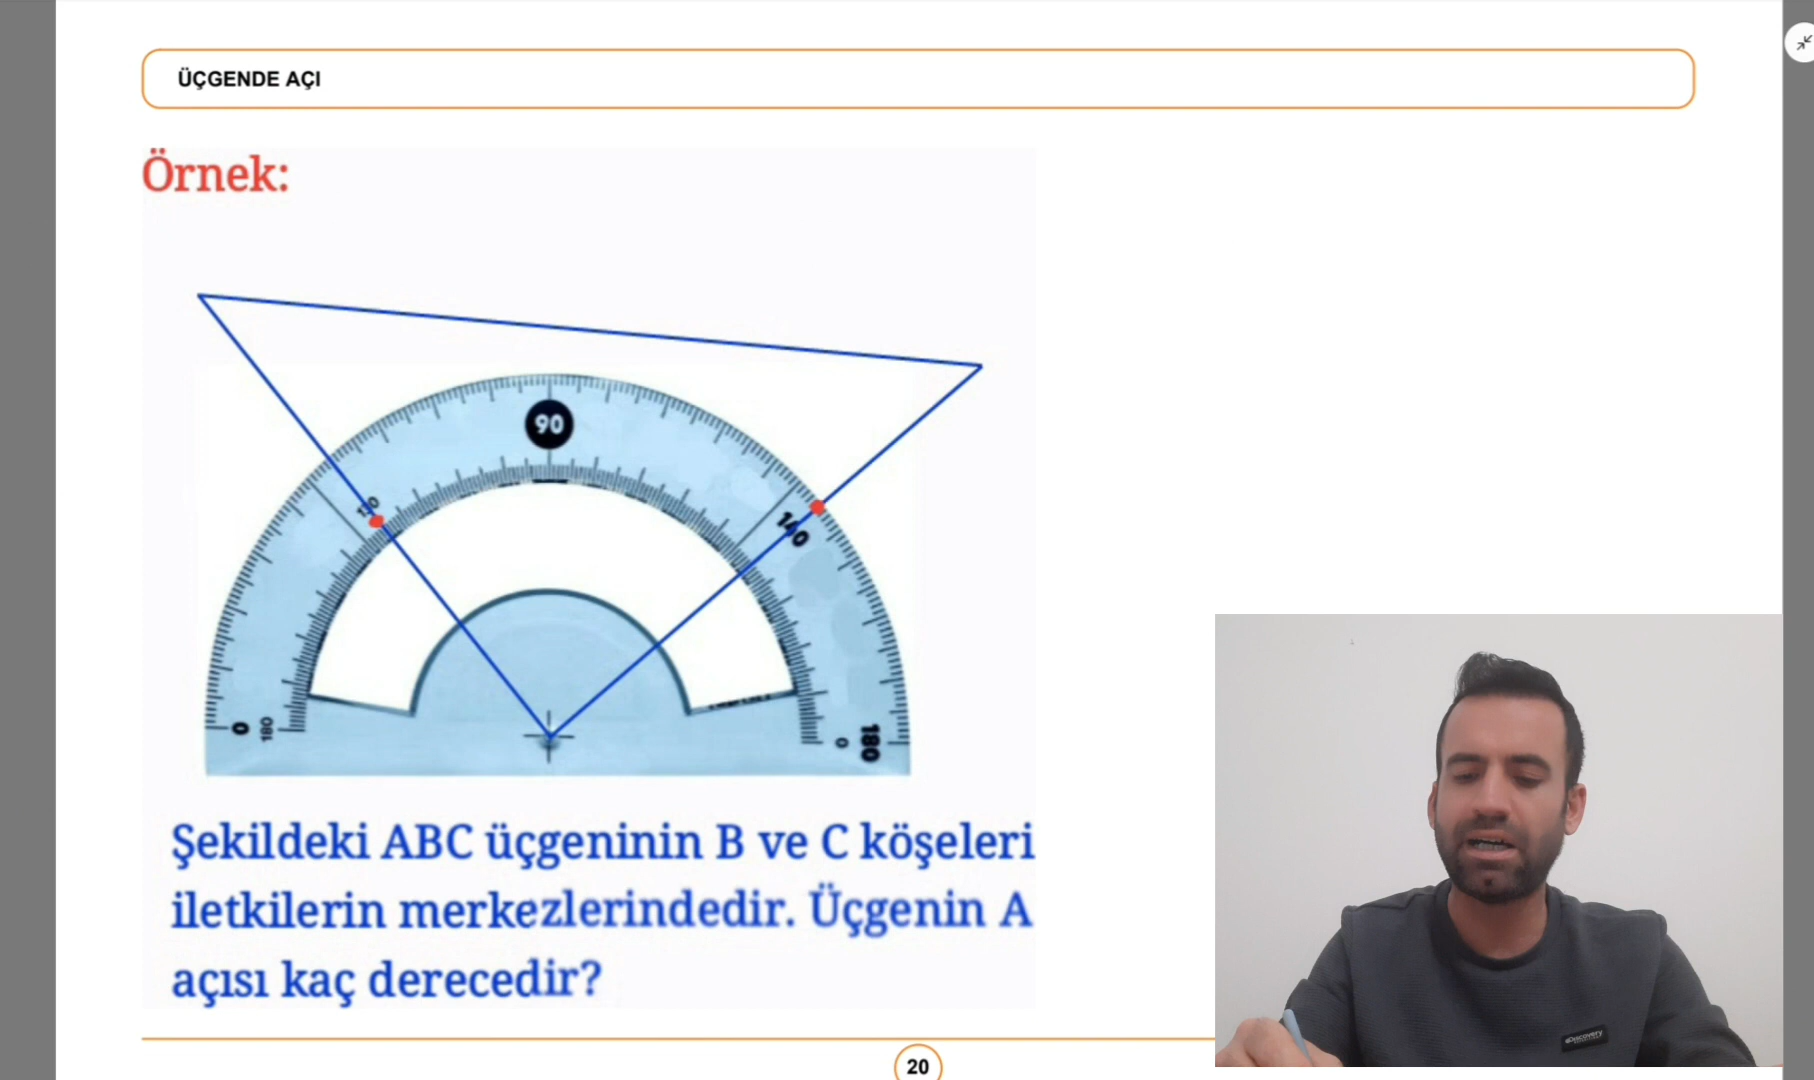 ÜÇGENDE AÇI
Örnek:
90
140
0
180
0
180
Şekildeki ABC üçgeninin B ve C köşeleri
iletkilerin merkezlerindedir. Üçgenin A
açısı kaç derecedir?
Discovery
20